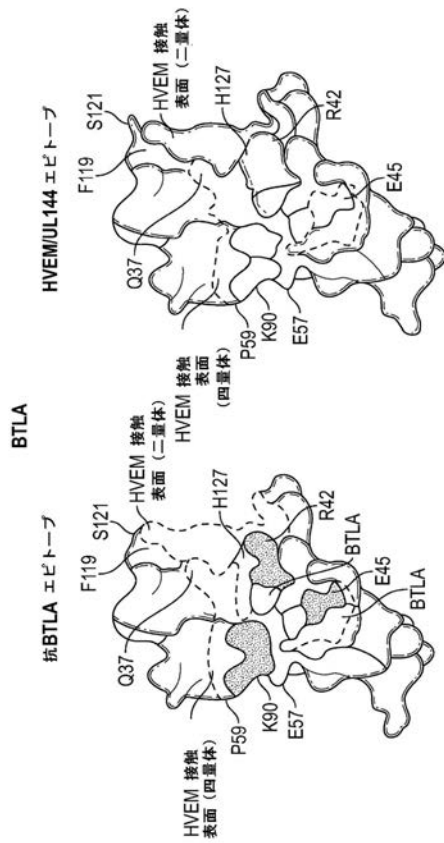 BTLA
抗BTLA エピトープ
HVEM 接触
表面 (四量体)
Q37
F119
S121
HVEM 接触
表面 (二量体)
P59
K90
E57
H127
R42
BTLA
E45
BTLA
HVEM/UL144 エピトープ
HVEM 接触
表面
(四量体)
Q37
F119
S121
HVEM 接触
表面 (二量体)
P59
K90
E57
H127
R42
E45